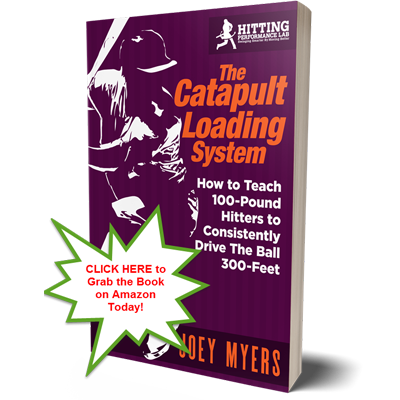 HITTING
PERFORMANCE LAB
The
Catapult
Loading
System
How to Teach
100-Pound
Hitters to
Consistently
Drive The Ball
300-Feet
CLICK HERE to
Grab the Book
on Amazon
Today!
JOEY MYERS